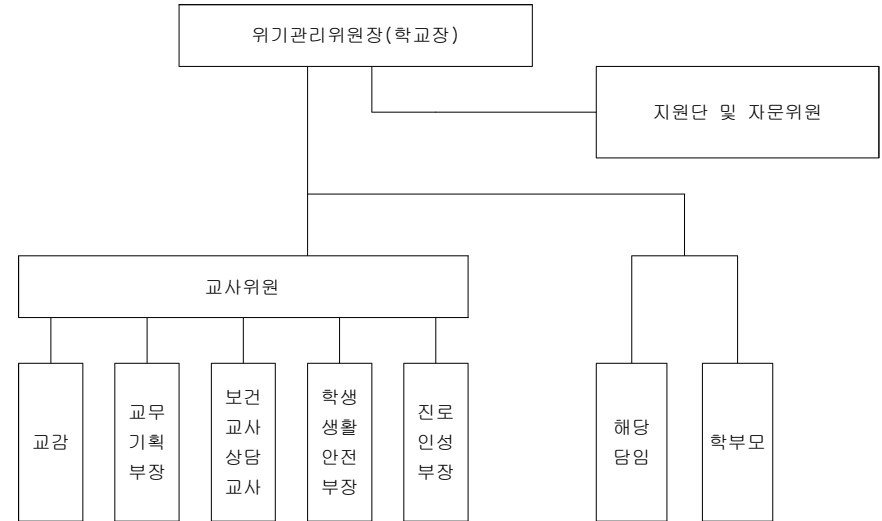 위기관리위원장(학교장)
지원단 및 자문위원
교사위원
교감
교무
기획
부장
보건
교사
상담
교사
학생
생활
안전
부장
진로
인성
부장
해당
담임
학부모